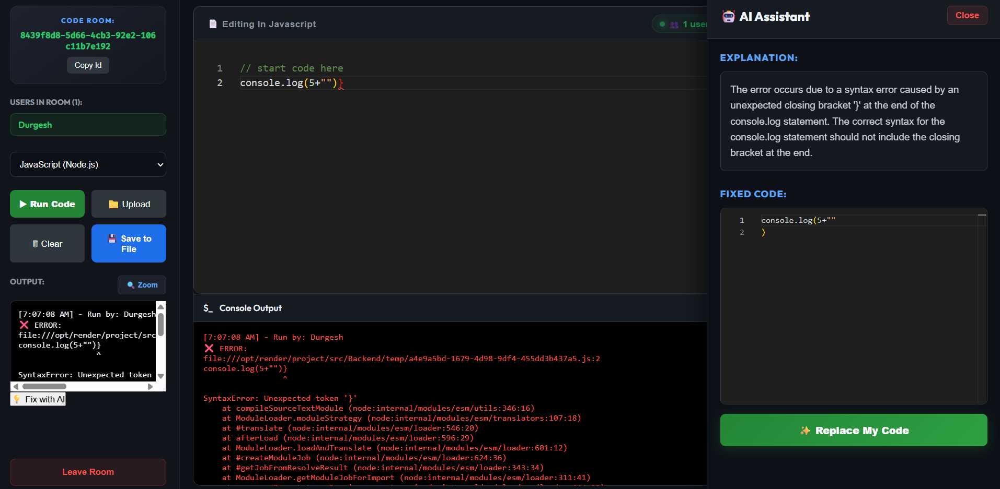 CODE ROOM:
8439f8d8-5d66-4cb3-92e2-106
c11b7e192
Copy Id
USERS IN ROOM (1):
Durgesh
JavaScript (Node.js)
▶ Run Code
Upload
Clear
Save to
File
OUTPUT:
Zoom
[7:07:08 AM] - Run by: Durgesh
❌ ERROR:
file:///opt/render/project/src
console.log(5+"")}
^
SyntaxError: Unexpected token
Fix with AI
Leave Room
Editing In Javascript
1 user
1 // start code here
2 console.log(5+"")}
$_ Console Output
[7:07:08 AM] - Run by: Durgesh
❌ ERROR:
file:///opt/render/project/src/Backend/temp/a4e9a5bd-1679-4d98-9df4-455dd3b437a5.js:2
console.log(5+"")}
^
SyntaxError: Unexpected token '}'
at compileSourceTextModule (node:internal/modules/esm/utils:346:16)
at ModuleLoader.moduleStrategy (node:internal/modules/esm/translators:107:18)
at #translate (node:internal/modules/esm/loader:546:20)
at afterLoad (node:internal/modules/esm/loader:596:29)
at ModuleLoader.loadAndTranslate (node:internal/modules/esm/loader:601:12)
at #createModuleJob (node:internal/modules/esm/loader:624:36)
at #getJobFromResolveResult (node:internal/modules/esm/loader:343:34)
at ModuleLoader.getModuleJobForImport (node:internal/modules/esm/loader:311:41)
AI Assistant
Close
EXPLANATION:
The error occurs due to a syntax error caused by an
unexpected closing bracket '}' at the end of the
console.log statement. The correct syntax for the
console.log statement should not include the closing
bracket at the end.
FIXED CODE:
1 console.log(5+""
2 )
Replace My Code